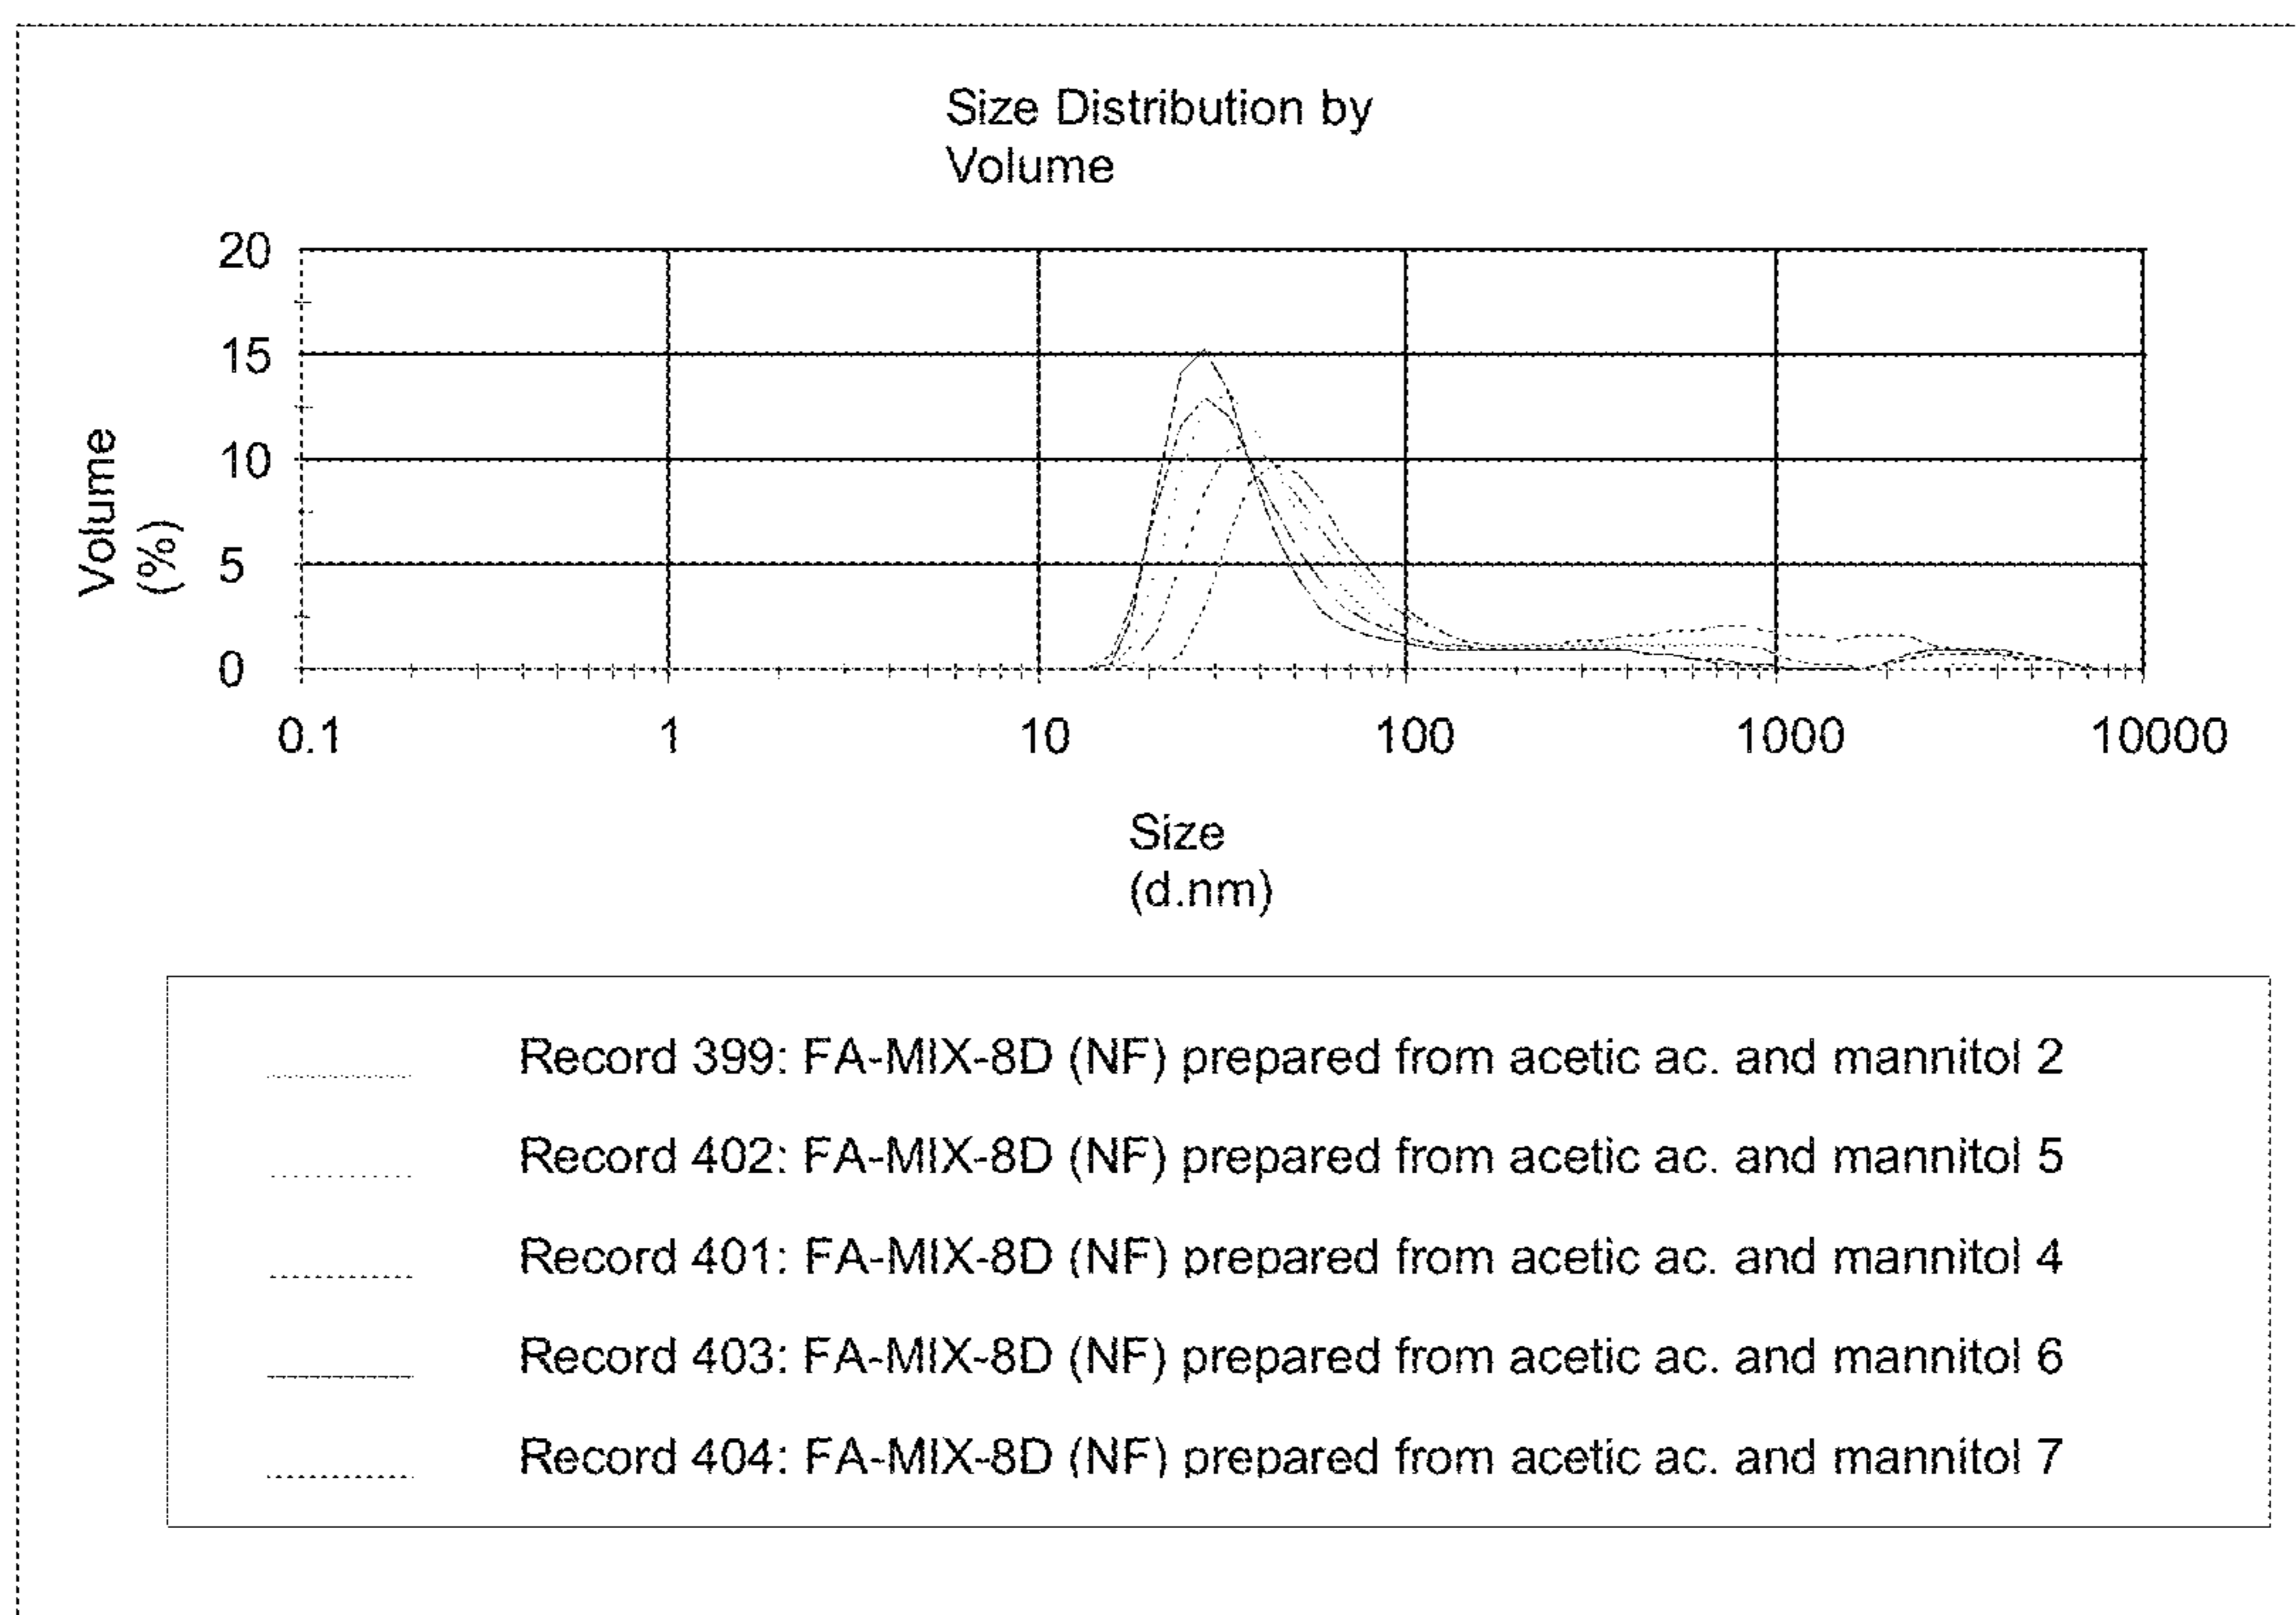 Size Distribution by
Volume
20
15
10
5
0
Volume
(%)
0.1 1 10 100 1000 10000
Size
(d.nm)
Record 399: FA-MIX-8D (NF) prepared from acetic ac. and mannitol 2
Record 402: FA-MIX-8D (NF) prepared from acetic ac. and mannitol 5
Record 401: FA-MIX-8D (NF) prepared from acetic ac. and mannitol 4
Record 403: FA-MIX-8D (NF) prepared from acetic ac. and mannitol 6
Record 404: FA-MIX-8D (NF) prepared from acetic ac. and mannitol 7